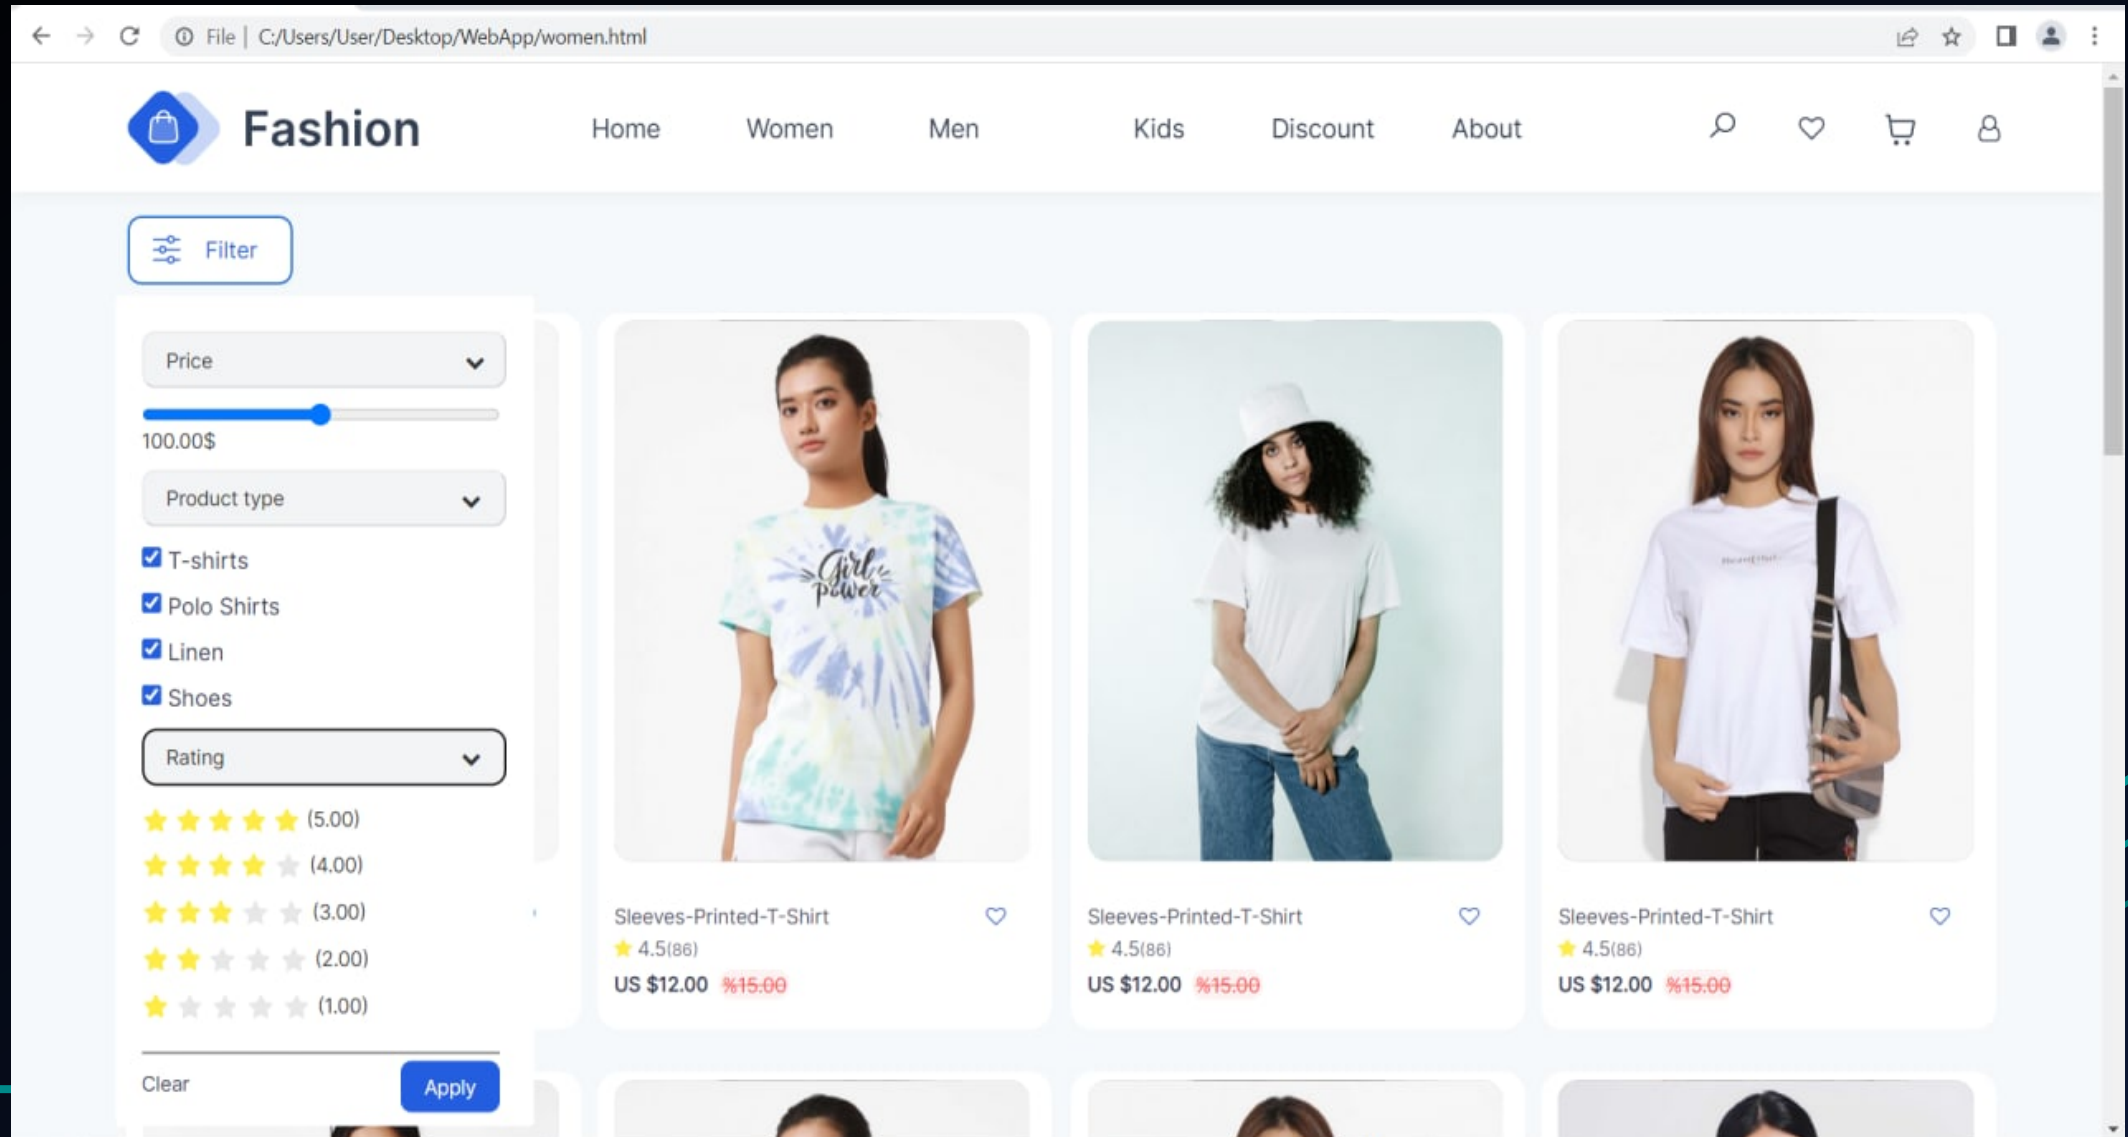 File | C:/Users/User/Desktop/WebApp/women.html
Fashion Home Women Men Kids Discount About
Filter
Price
100.00$
Product type
T-shirts
Polo Shirts
Linen
Shoes
Rating
(5.00)
(4.00)
(3.00)
(2.00)
(1.00)
Clear Apply
Girl
Power
Sleeves-Printed-T-Shirt
4.5(86)
US $12.00 %15.00
Sleeves-Printed-T-Shirt
4.5(86)
US $12.00 %15.00
Sleeves-Printed-T-Shirt
4.5(86)
US $12.00 %15.00